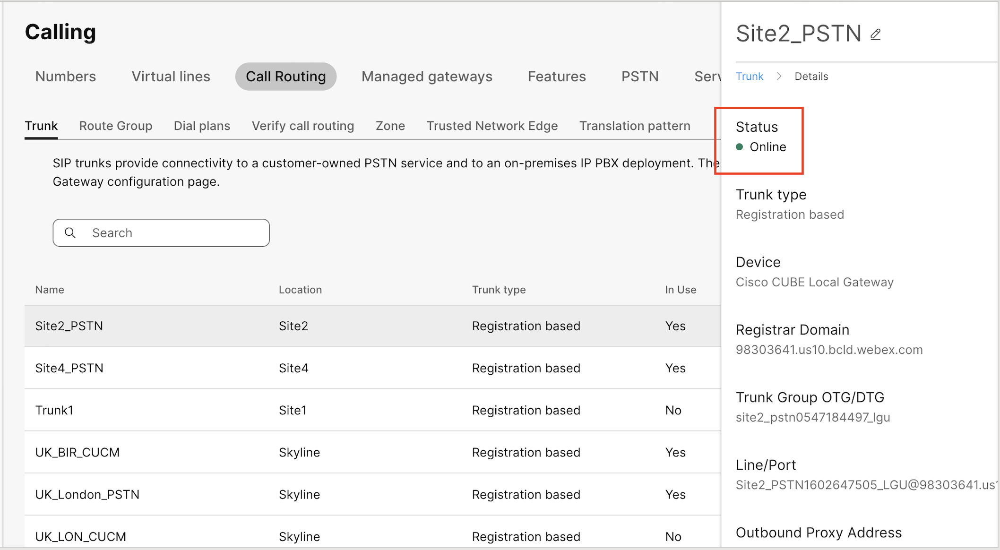 Calling
Numbers Virtual lines Call Routing Managed gateways Features PSTN Serv
Trunk Route Group Dial plans Verify call routing Zone Trusted Network Edge Translation pattern
SIP trunks provide connectivity to a customer-owned PSTN service and to an on-premises IP PBX deployment. The
Gateway configuration page.
Search
Name Location Trunk type In Use
Site2_PSTN Site2 Registration based Yes
Site4_PSTN Site4 Registration based Yes
Trunk1 Site1 Registration based No
UK_BIR_CUCM Skyline Registration based Yes
UK_London_PSTN Skyline Registration based Yes
UK_LON_CUCM Skyline Registration based No
Site2_PSTN
Trunk > Details
Status
Online
Trunk type
Registration based
Device
Cisco CUBE Local Gateway
Registrar Domain
98303641.us10.bcld.webex.com
Trunk Group OTG/DTG
site2_pstn0547184497_lgu
Line/Port
Site2_PSTN1602647505_LGU@98303641.us1
Outbound Proxy Address